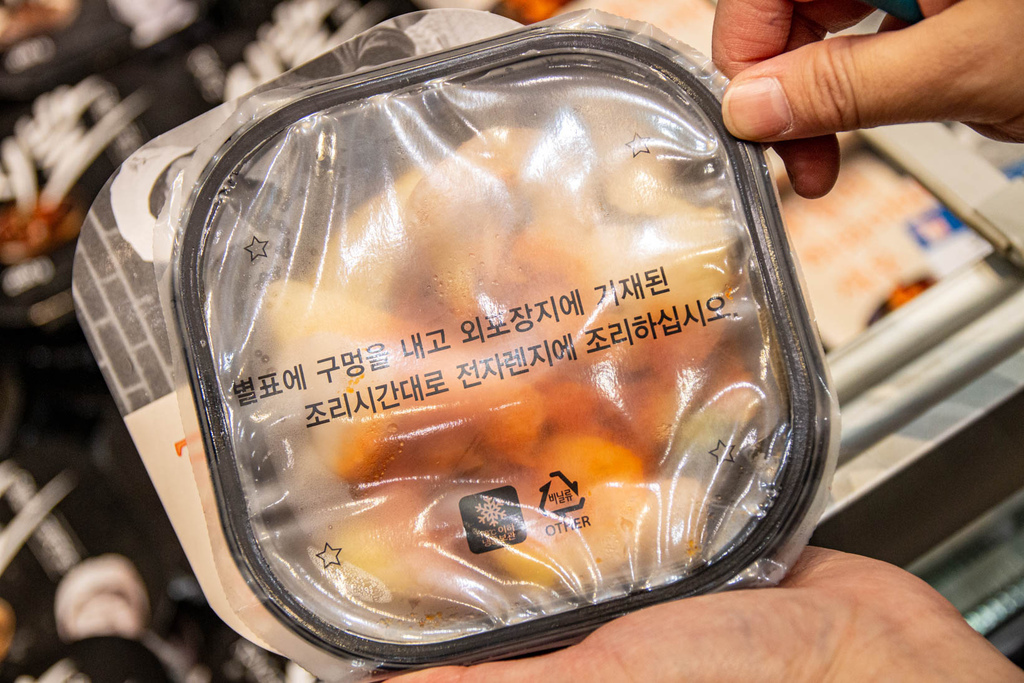 별표에 구멍을 내고 외포장지에 기재된
조리시간대로 전자렌지에 조리하십시오.
비닐류
OTHER